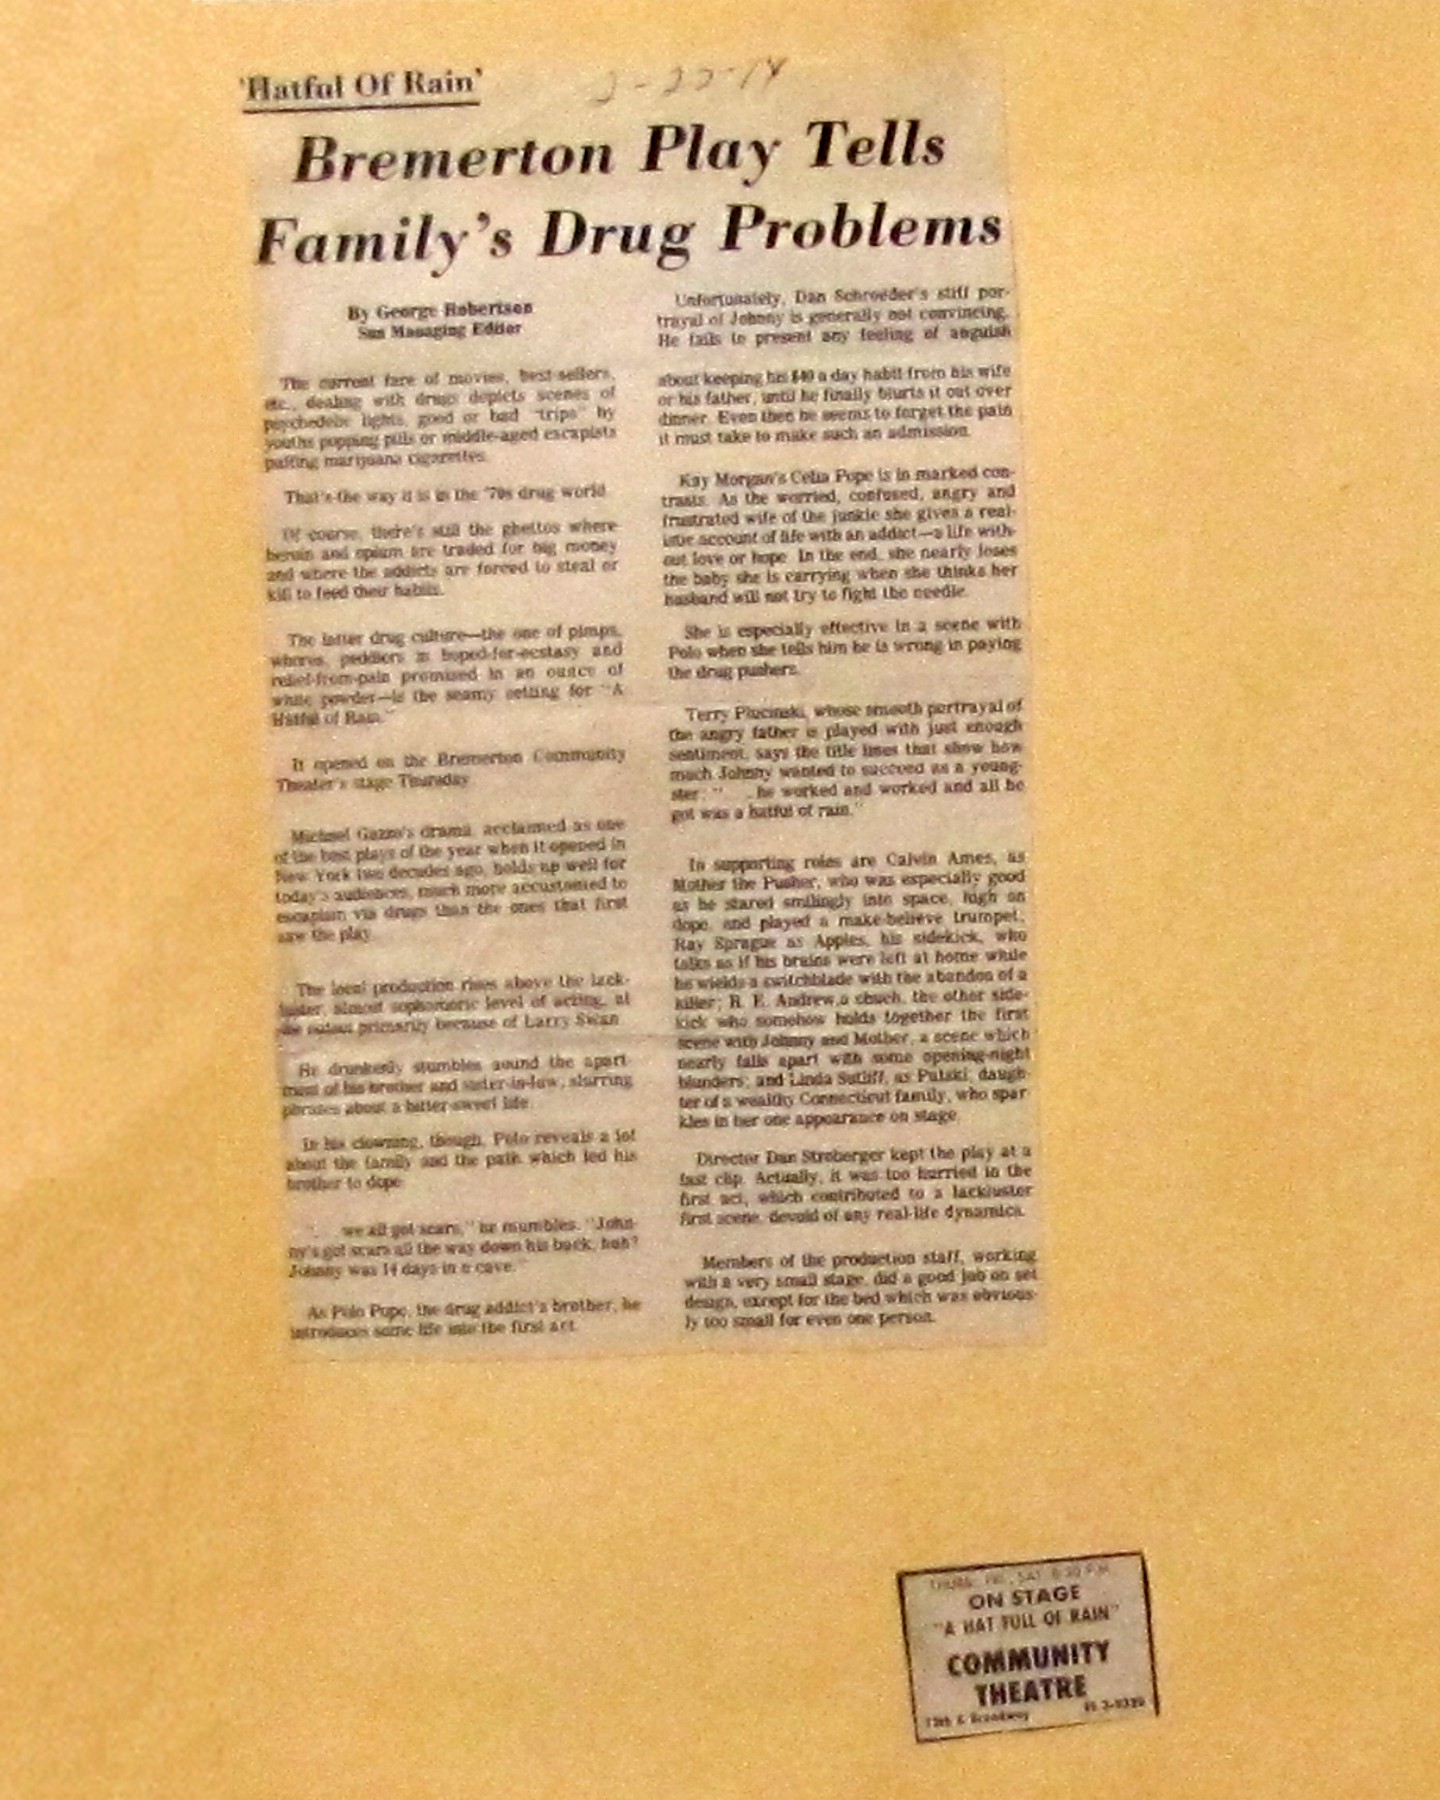 'Hatful Of Rain'
Bremerton Play Tells
Family's Drug Problems
By George Robertson
Sun Managing Editor
The current fare of movies, best-sellers,
etc., dealing with drugs depicts scenes of
psychedelic lights, good or bad "trips" by
youths popping pills or middle-aged escapists
puffing marijuana cigarettes.
That's the way it is in the '70s drug world.
Of course, there's still the ghettos where
heroin and opium are traded for big money
and where the addicts are forced to steal or
kill to feed their habits.
The latter drug culture—the one of pimps,
whores, peddlers in hoped-for-ecstasy and
relief-from-pain promised in an ounce of
white powder—is the seamy setting for "A
Hatful of Rain."
It opened on the Bremerton Community
Theater's stage Thursday.
Michael Gazzo's drama, acclaimed as one
of the best plays of the year when it opened in
New York two decades ago, holds up well for
today's audiences, much more accustomed to
escapism via drugs than the ones that first
saw the play.
The local production rises above the lack-
luster, almost sophomoric level of acting, at
the outset primarily because of Larry Swan.
He drunkenly stumbles aound the apart-
ment of his brother and sister-in-law, slurring
phrases about a bitter-sweet life.
In his clowning, though, Polo reveals a lot
about the family and the path which led his
brother to dope.
". . . we all got scars," he mumbles. "John-
ny's got scars all the way down his back, huh?
Johnny was 14 days in a cave."
As Polo Pope, the drug addict's brother, he
introduces some life into the first act.
Unfortunately, Dan Schroeder's stiff por-
trayal of Johnny is generally not convincing.
He fails to present any feeling of anguish
about keeping his $40 a day habit from his wife
or his father, until he finally blurts it out over
dinner. Even then he seems to forget the pain
it must take to make such an admission.
Kay Morgan's Celia Pope is in marked con-
trasts. As the worried, confused, angry and
frustrated wife of the junkie she gives a real-
istic account of life with an addict—a life with-
out love or hope. In the end, she nearly loses
the baby she is carrying when she thinks her
husband will not try to fight the needle.
She is especially effective in a scene with
Polo when she tells him he is wrong in paying
the drug pushers.
Terry Plucinski, whose smooth portrayal of
the angry father is played with just enough
sentiment, says the title lines that show how
much Johnny wanted to succeed as a young-
ster: " . . .he worked and worked and all he
got was a hatful of rain."
In supporting roles are Calvin Ames, as
Mother the Pusher, who was especially good
as he stared smilingly into space, high on
dope, and played a make-believe trumpet;
Ray Sprague as Apples, his sidekick, who
talks as if his brains were left at home while
he wields a switchblade with the abandon of a
killer; R. E. Andrew,a shuch, the other side-
kick who somehow holds together the first
scene with Johnny and Mother, a scene which
nearly falls apart with some opening-night
blunders; and Linda Sutliff, as Putski, daugh-
ter of a wealthy Connecticut family, who spar-
kles in her one appearance on stage.
Director Dan Stroberger kept the play at a
fast clip. Actually, it was too hurried in the
first act, which contributed to a lackluster
first scene, devoid of any real-life dynamics.
Members of the production staff, working
with a very small stage, did a good job on set
design, except for the bed which was obvious-
ly too small for even one person.
THURS., FRI., SAT. 8:30 P.M.
ON STAGE
"A HAT FULL OF RAIN"
COMMUNITY
THEATRE
& Broadway